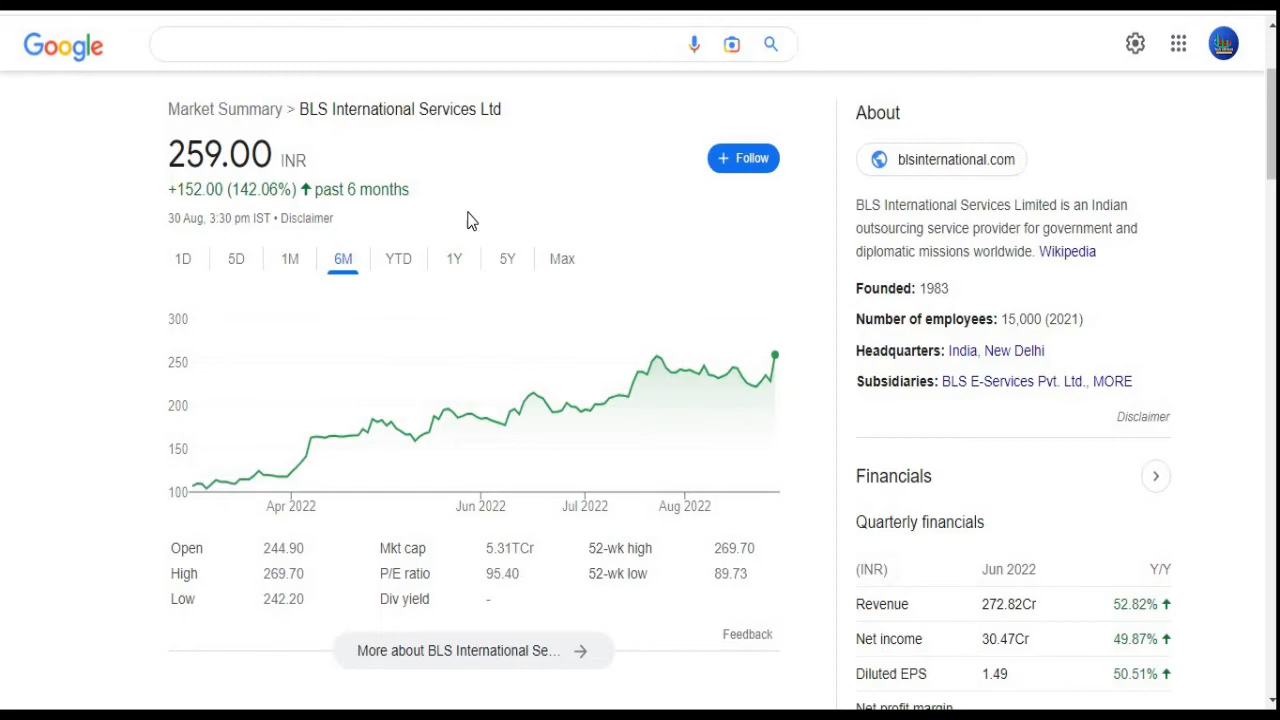 Google
Market Summary > BLS International Services Ltd
259.00 INR
+ Follow
+152.00 (142.06%) ↑ past 6 months
30 Aug, 3:30 pm IST • Disclaimer
1D 5D 1M 6M YTD 1Y 5Y Max
300
250
200
150
100
Apr 2022 Jun 2022 Jul 2022 Aug 2022
Open 244.90 Mkt cap 5.31TCr 52-wk high 269.70
High 269.70 P/E ratio 95.40 52-wk low 89.73
Low 242.20 Div yield -
Feedback
More about BLS International Se... →
About
blsinternational.com
BLS International Services Limited is an Indian
outsourcing service provider for government and
diplomatic missions worldwide. Wikipedia
Founded: 1983
Number of employees: 15,000 (2021)
Headquarters: India, New Delhi
Subsidiaries: BLS E-Services Pvt. Ltd., MORE
Disclaimer
Financials
Quarterly financials
(INR) Jun 2022 Y/Y
Revenue 272.82Cr 52.82% ↑
Net income 30.47Cr 49.87% ↑
Diluted EPS 1.49 50.51% ↑
Net profit margin